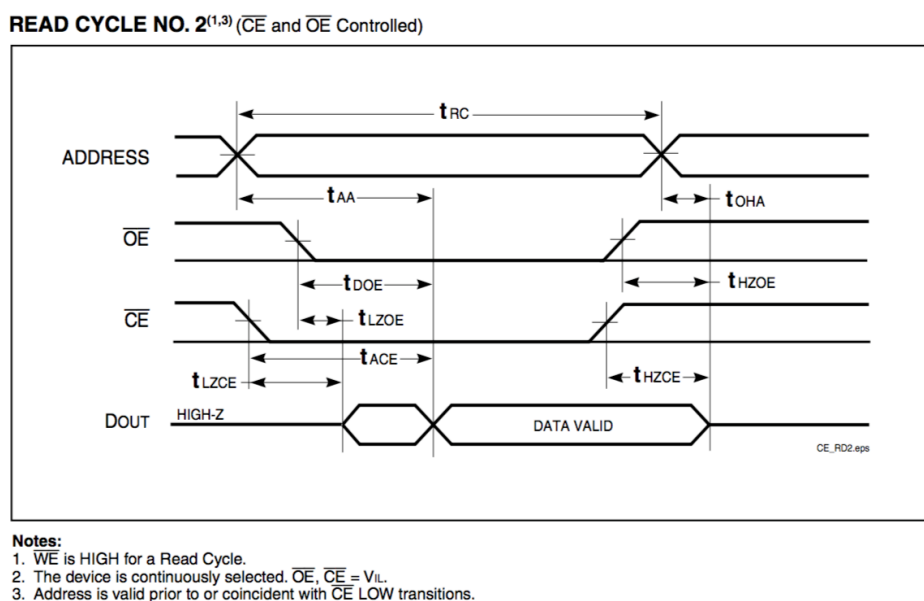 READ CYCLE NO. 2(1,3) (CE and OE Controlled)
tRC
ADDRESS
tAA
tOHA
OE
tDOE
tHZOE
CE
tLZOE
tACE
tLZCE
tHZCE
DOUT
HIGH-Z
DATA VALID
CE_RD2.eps
Notes:
1. WE is HIGH for a Read Cycle.
2. The device is continuously selected. OE, CE = VIL.
3. Address is valid prior to or coincident with CE LOW transitions.